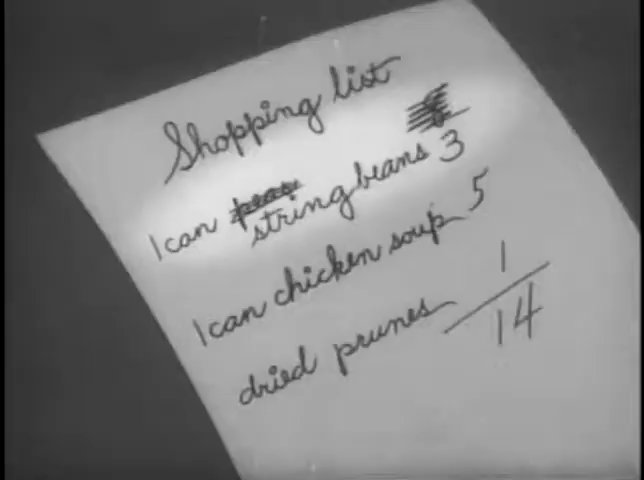 Shopping list
1 can peas string beans 3
1 can chicken soup 5
dried prunes 1
14